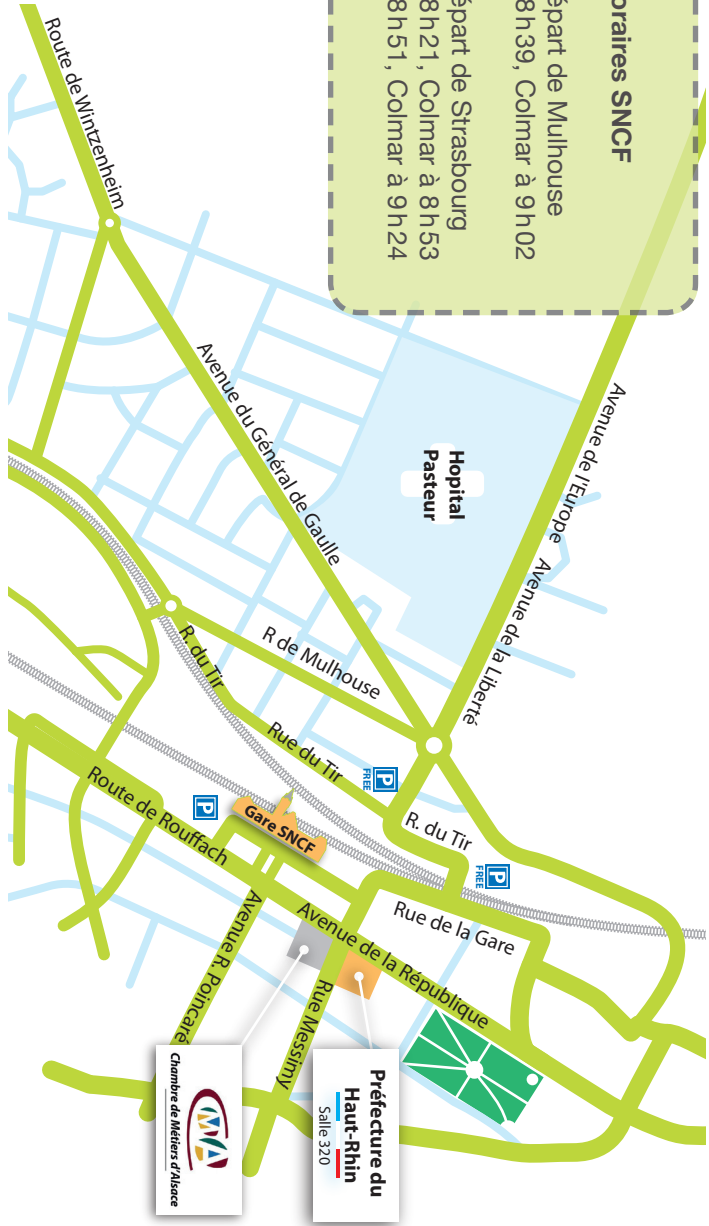 oraires SNCF
épart de Mulhouse
8h39, Colmar à 9h02
épart de Strasbourg
8h21, Colmar à 8h53
8h51, Colmar à 9h24
Route de Wintzenheim
Avenue du Général de Gaulle
Avenue de l'Europe
Avenue de la Liberté
Hopital
Pasteur
R de Mulhouse
R. du Tir
Rue du Tir
R. du Tir
P
FREE
P
FREE
P
Gare SNCF
Route de Rouffach
Rue de la Gare
Avenue de la République
Avenue R. Poincaré
Rue Messimy
Préfecture du
Haut-Rhin
Salle 320
CMA
Chambre de Métiers d'Alsace